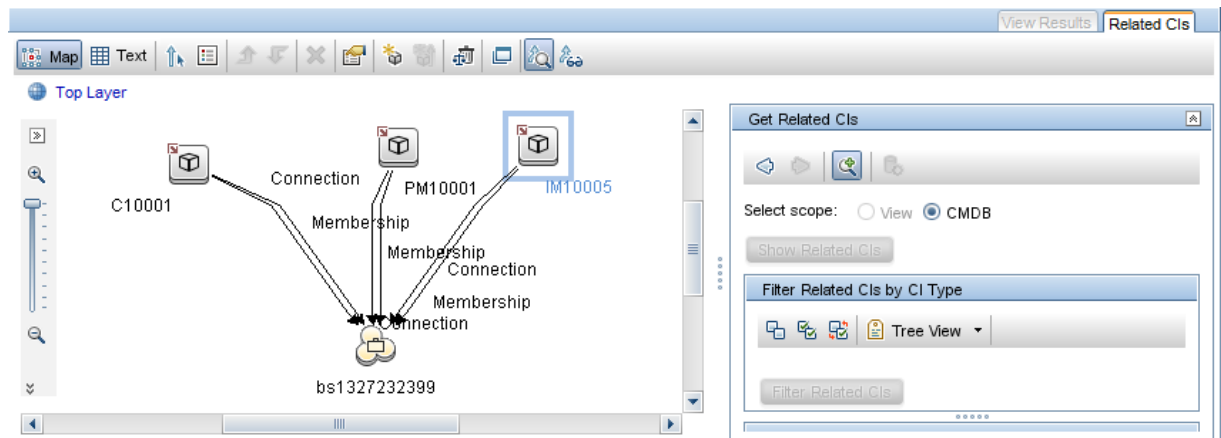 View Results Related CIs
Map Text
Top Layer
C10001
Connection
PM10001
IM10005
Membership
Membership
Connection
Membership
Connection
bs1327232399
Get Related CIs
Select scope: View CMDB
Show Related CIs
Filter Related CIs by CI Type
Tree View
Filter Related CIs